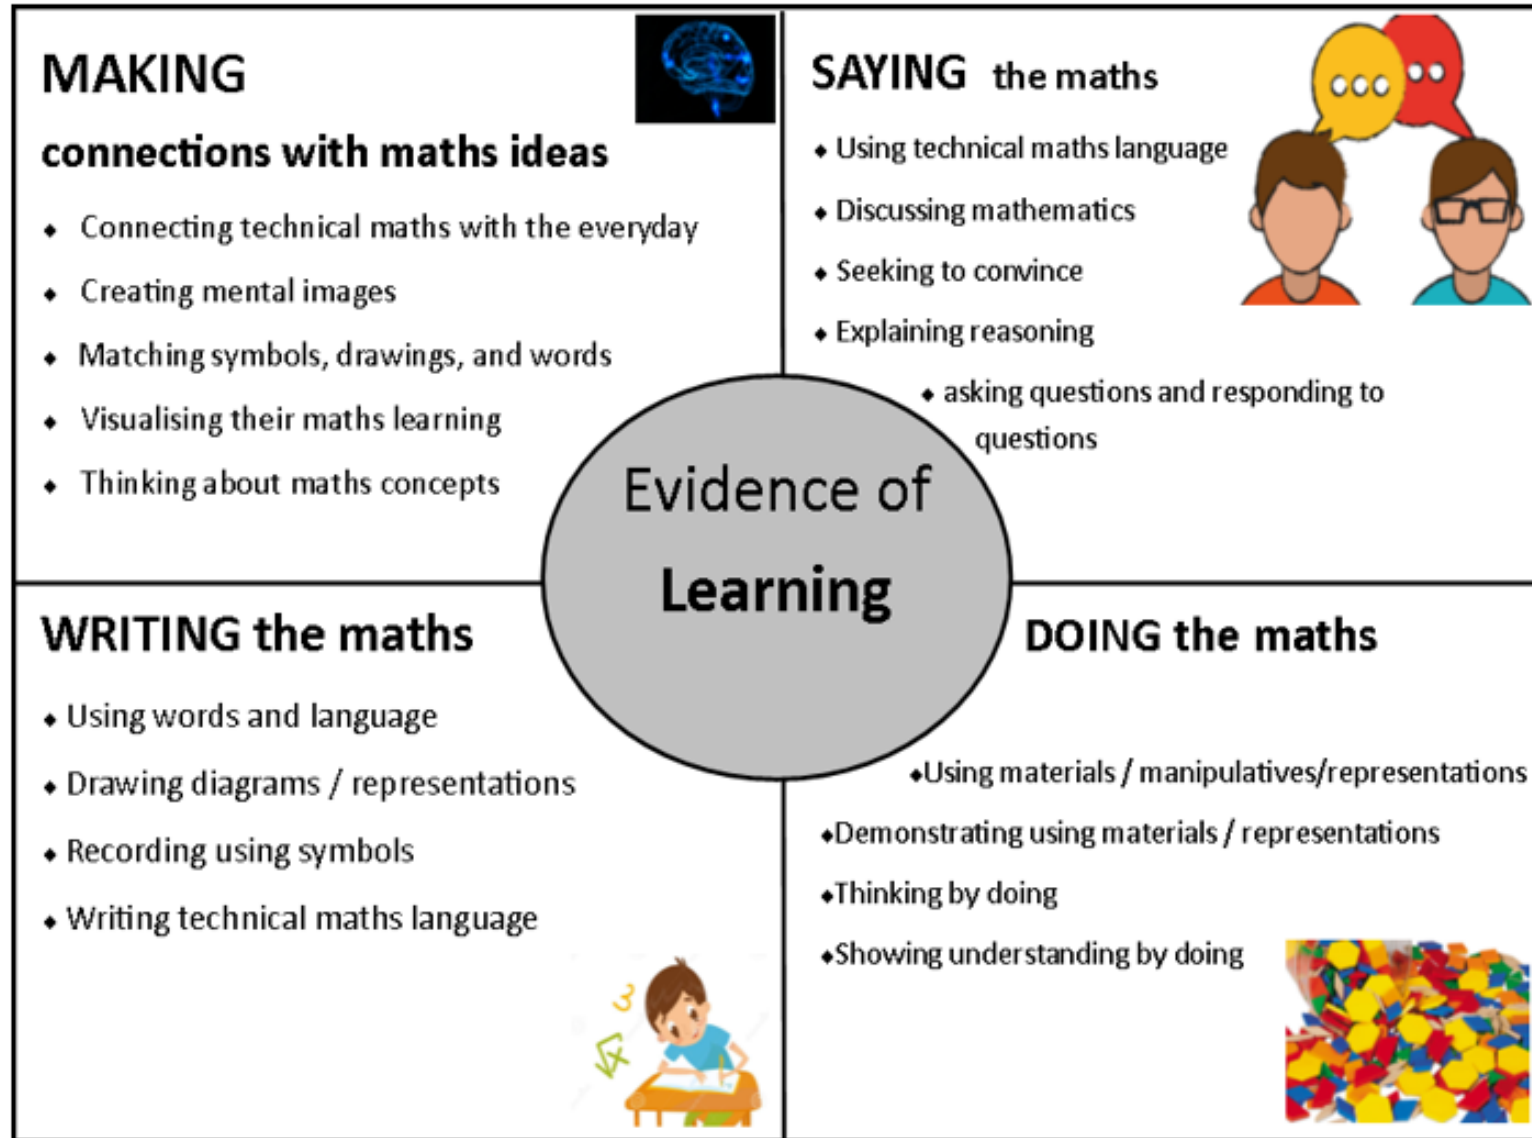 MAKING
connections with maths ideas
⬥ Connecting technical maths with the everyday
⬥ Creating mental images
⬥ Matching symbols, drawings, and words
⬥ Visualising their maths learning
⬥ Thinking about maths concepts
SAYING the maths
⬥ Using technical maths language
⬥ Discussing mathematics
⬥ Seeking to convince
⬥ Explaining reasoning
⬥ asking questions and responding to
questions
Evidence of
Learning
WRITING the maths
⬥ Using words and language
⬥ Drawing diagrams / representations
⬥ Recording using symbols
⬥ Writing technical maths language
3
√x
DOING the maths
⬥Using materials / manipulatives/representations
⬥Demonstrating using materials / representations
⬥Thinking by doing
⬥Showing understanding by doing